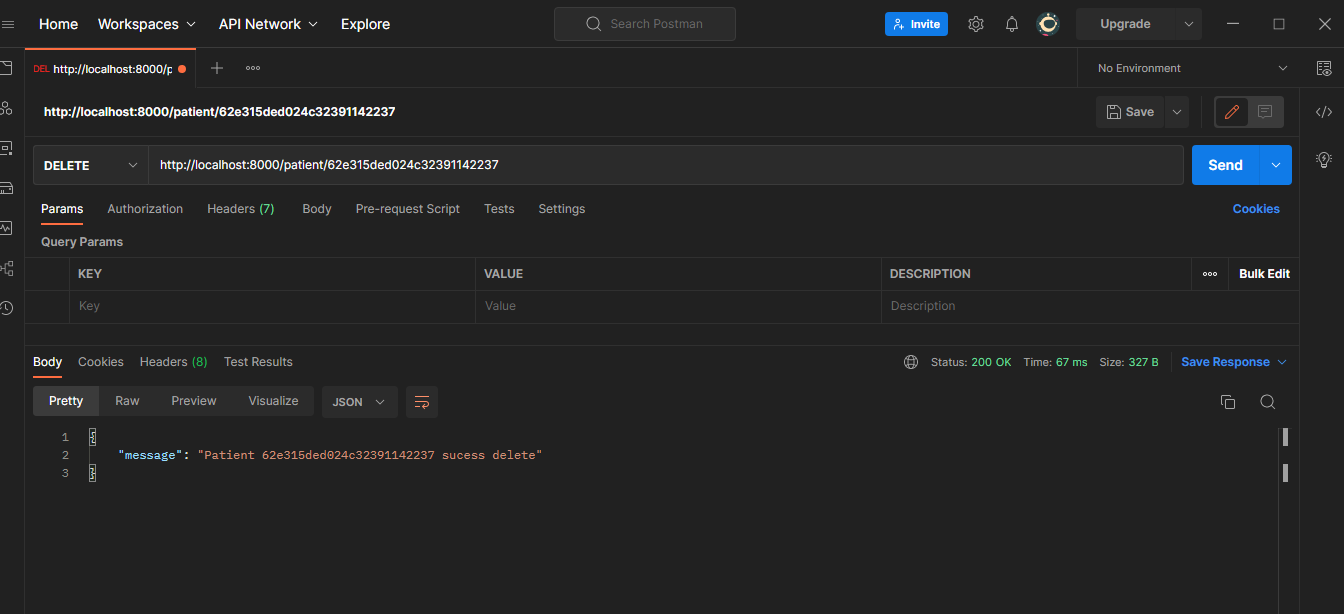 Home Workspaces API Network Explore Search Postman Invite Upgrade
DEL http://localhost:8000/p No Environment
http://localhost:8000/patient/62e315ded024c32391142237 Save
DELETE http://localhost:8000/patient/62e315ded024c32391142237 Send
Params Authorization Headers (7) Body Pre-request Script Tests Settings Cookies
Query Params
KEY VALUE DESCRIPTION Bulk Edit
Key Value Description
Body Cookies Headers (8) Test Results Status: 200 OK Time: 67 ms Size: 327 B Save Response
Pretty Raw Preview Visualize JSON
1 {
2 "message": "Patient 62e315ded024c32391142237 sucess delete"
3 }